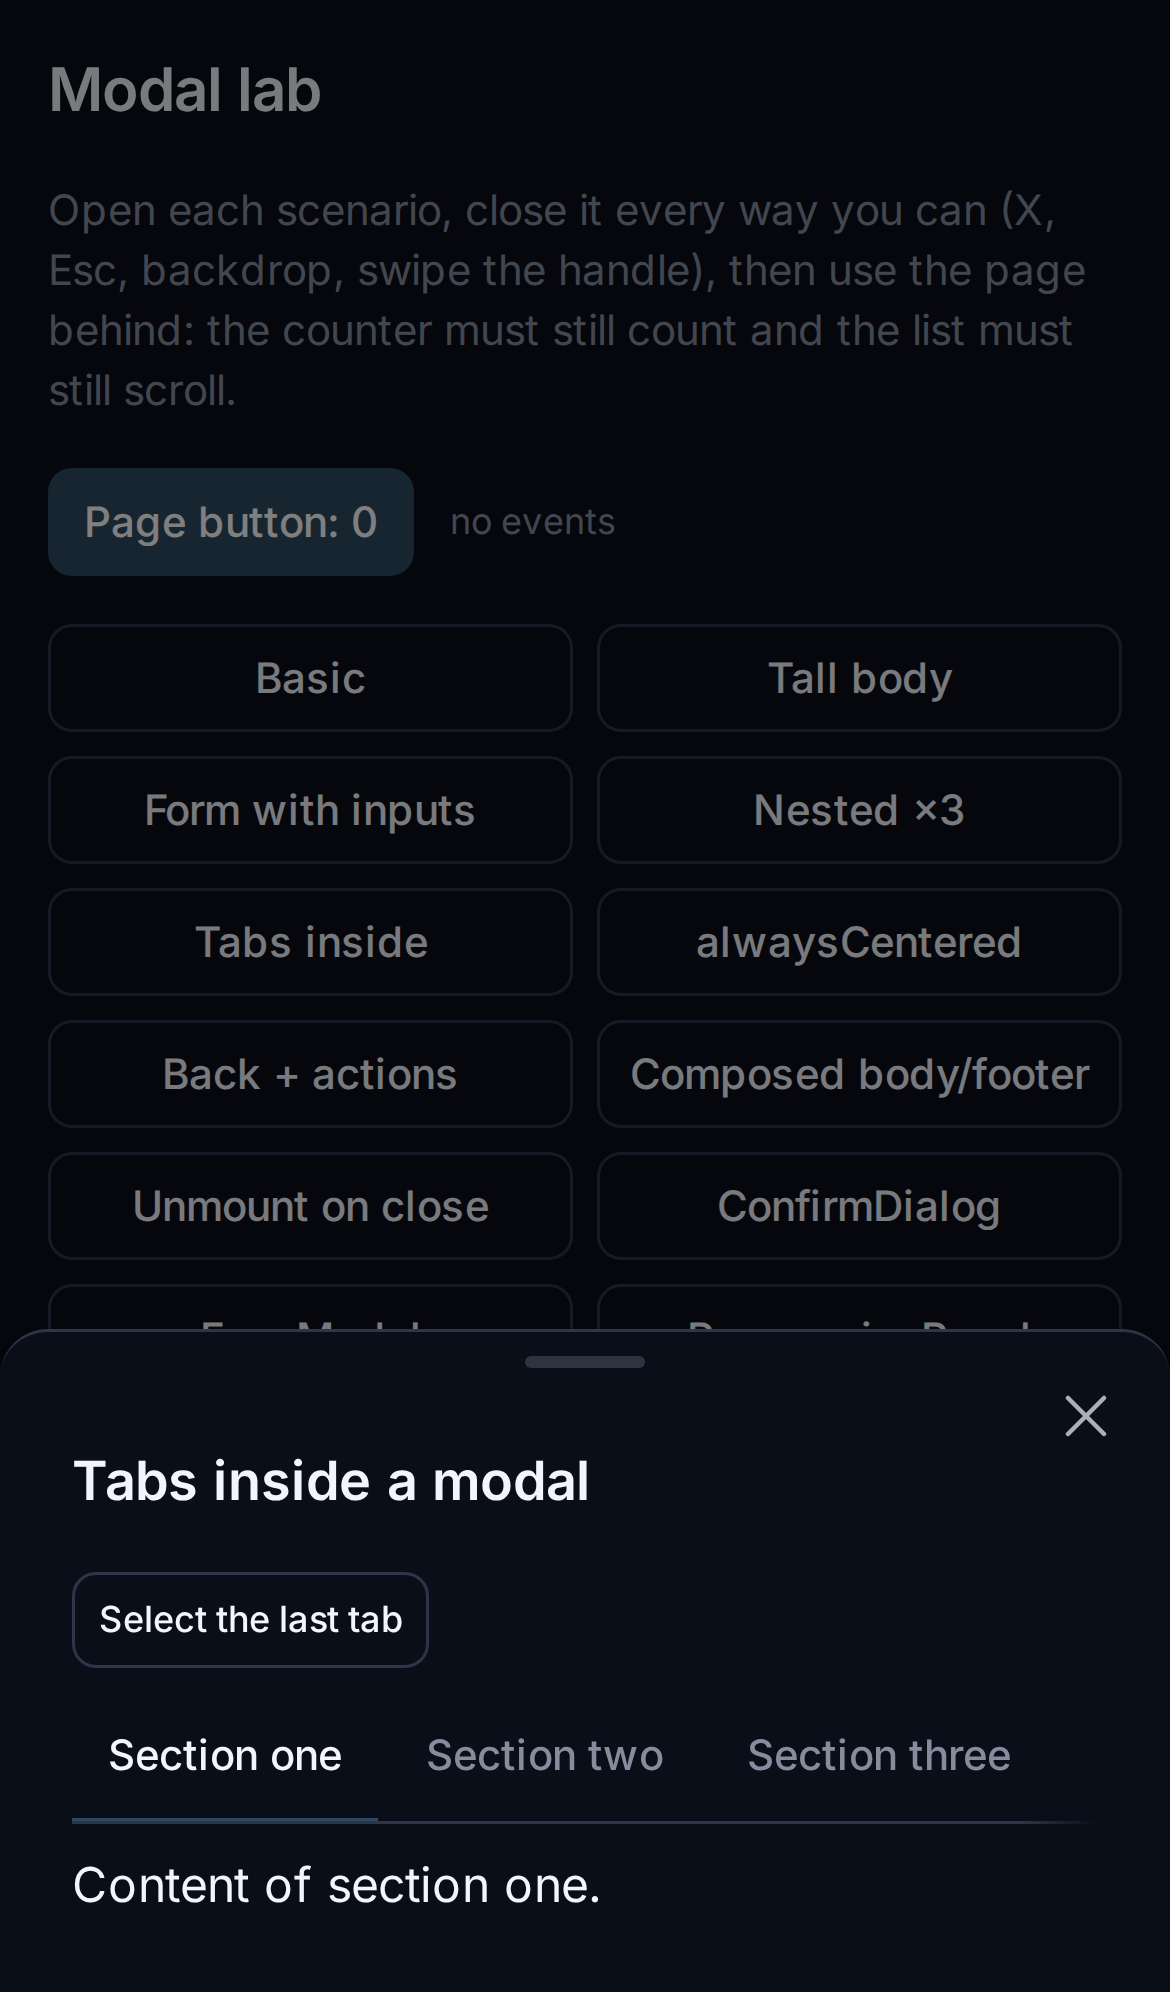 Modal lab
Open each scenario, close it every way you can (X,
Esc, backdrop, swipe the handle), then use the page
behind: the counter must still count and the list must
still scroll.
Page button: 0
no events
Basic
Tall body
Form with inputs
Nested ×3
Tabs inside
alwaysCentered
Back + actions
Composed body/footer
Unmount on close
ConfirmDialog
Tabs inside a modal
Select the last tab
Section one
Section two
Section three
Content of section one.